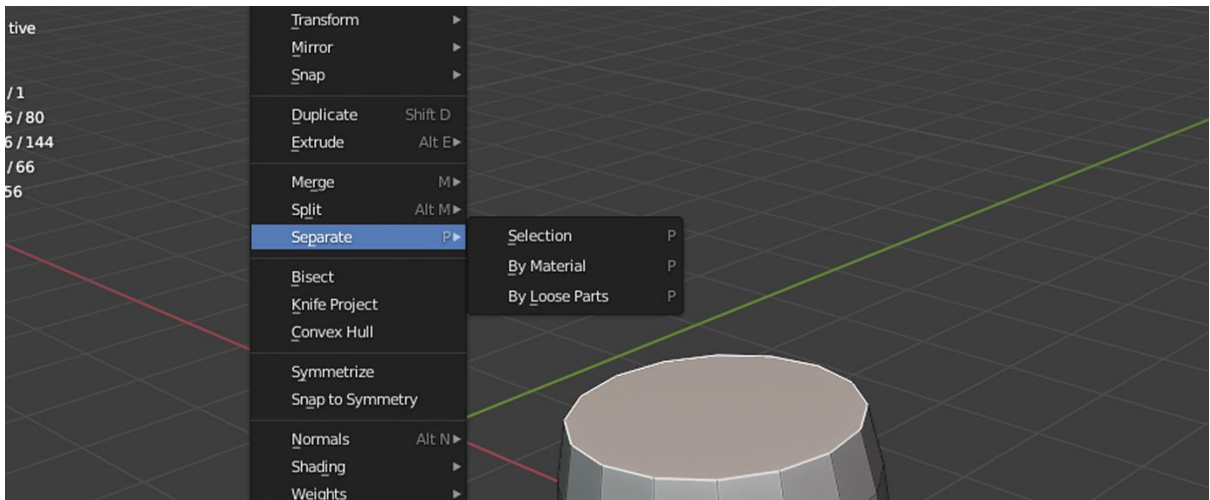 tive
/1
6/80
6/144
/66
56
Transform
Mirror
Snap
Duplicate Shift D
Extrude Alt E
Merge M
Split Alt M
Separate P
Selection P
By Material P
By Loose Parts P
Bisect
Knife Project
Convex Hull
Symmetrize
Snap to Symmetry
Normals Alt N
Shading
Weights